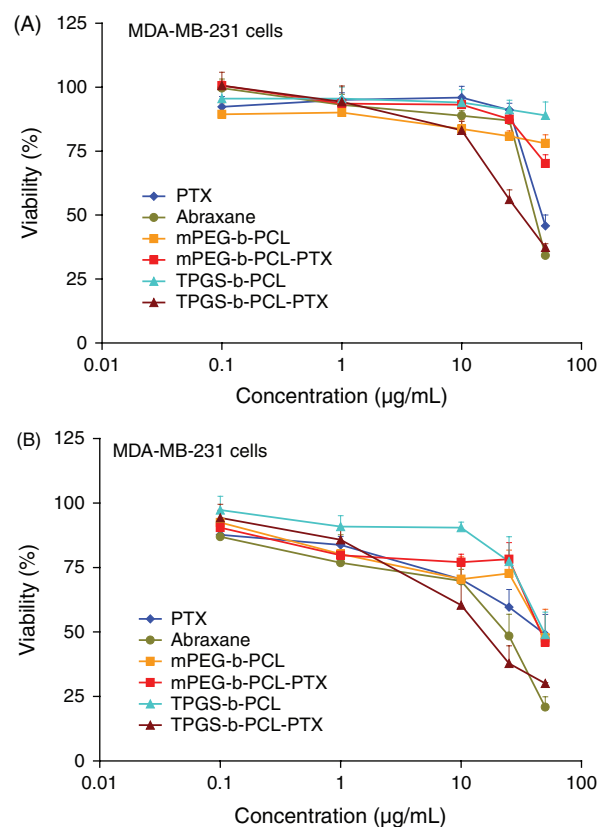 (A)
MDA-MB-231 cells
125
100
75
50
25
0
Viability (%)
PTX
Abraxane
mPEG-b-PCL
mPEG-b-PCL-PTX
TPGS-b-PCL
TPGS-b-PCL-PTX
0.01 0.1 1 10 100
Concentration (µg/mL)
(B)
MDA-MB-231 cells
125
100
75
50
25
0
Viability (%)
PTX
Abraxane
mPEG-b-PCL
mPEG-b-PCL-PTX
TPGS-b-PCL
TPGS-b-PCL-PTX
0.01 0.1 1 10 100
Concentration (µg/mL)